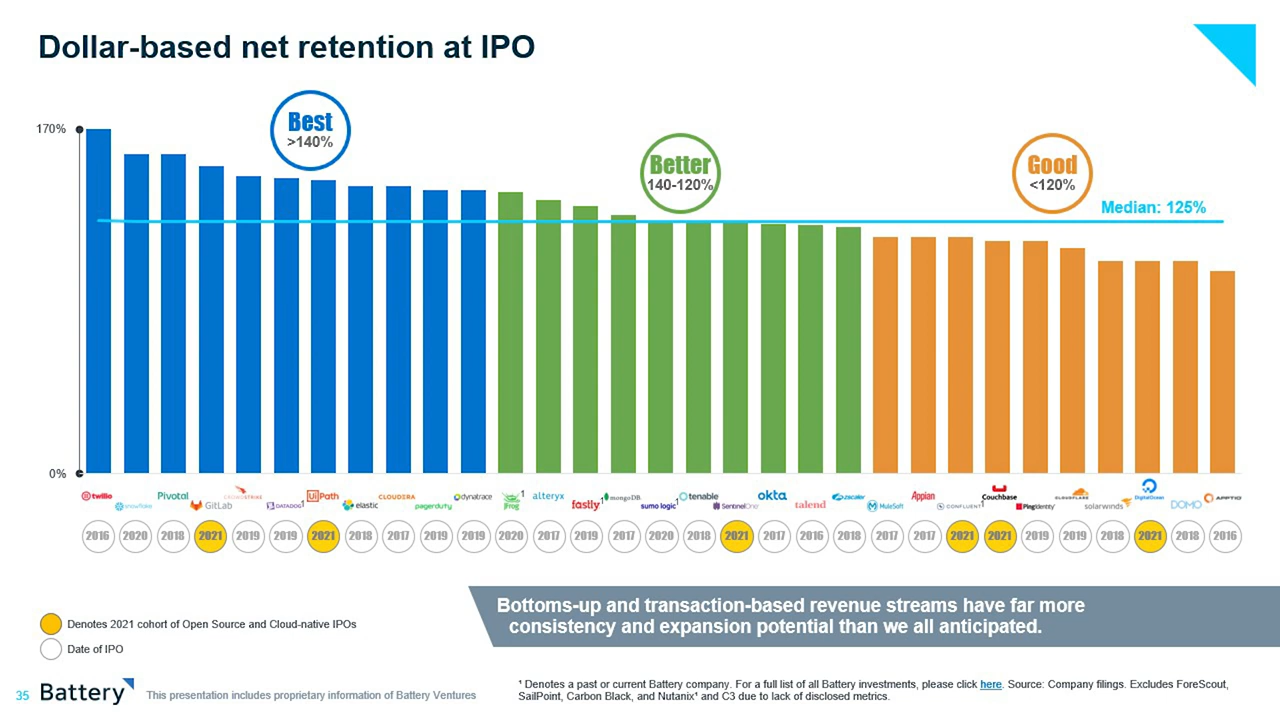 Dollar-based net retention at IPO
170%
Best
>140%
Better
140-120%
Good
<120%
Median: 125%
0%
twilio
snowflake
Pivotal
GitLab
CROWDSTRIKE
DATADOG¹
UiPath
elastic
CLOUDERA
pagerduty
dynatrace
JFrog¹
alteryx
fastly¹
mongoDB
sumo logic¹
tenable
SentinelOne
okta
talend
zscaler
MuleSoft
Appian
CONFLUENT¹
Couchbase
PingIdentity
CLOUDFLARE
solarwinds
DigitalOcean
DOMO
APPTIO
2016 2020 2018 2021 2019 2019 2021 2018 2017 2019 2019 2020 2017 2019 2017 2020 2018 2021 2017 2016 2018 2017 2017 2021 2021 2019 2019 2018 2021 2018 2016
Bottoms-up and transaction-based revenue streams have far more
consistency and expansion potential than we all anticipated.
Denotes 2021 cohort of Open Source and Cloud-native IPOs
Date of IPO
35 Battery This presentation includes proprietary information of Battery Ventures
¹ Denotes a past or current Battery company. For a full list of all Battery investments, please click here. Source: Company filings. Excludes ForeScout,
SailPoint, Carbon Black, and Nutanix¹ and C3 due to lack of disclosed metrics.